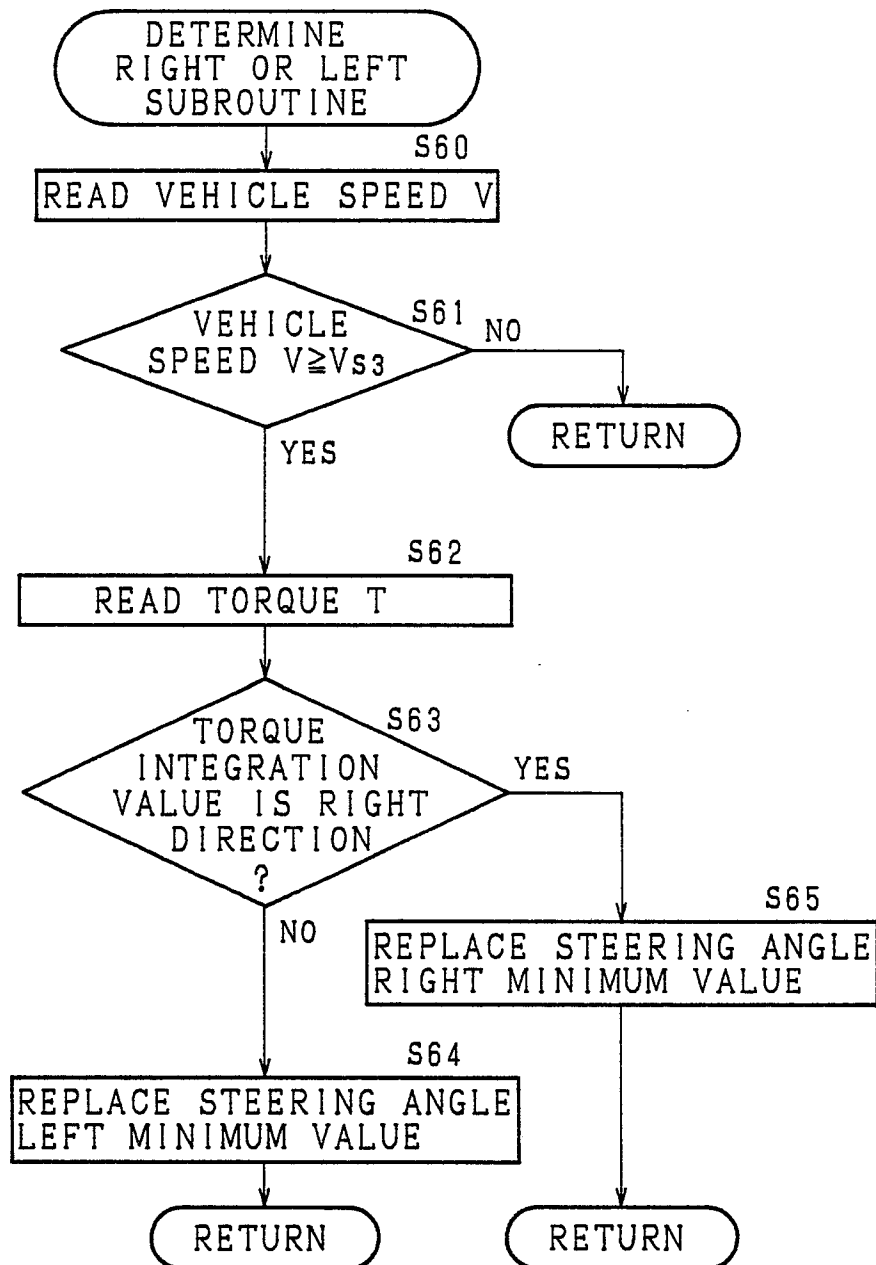 DETERMINE
RIGHT OR LEFT
SUBROUTINE
S60
READ VEHICLE SPEED V
S61
VEHICLE
SPEED V≧Vs3
NO
RETURN
YES
S62
READ TORQUE T
S63
TORQUE
INTEGRATION
VALUE IS RIGHT
DIRECTION
?
YES
NO
S65
REPLACE STEERING ANGLE
RIGHT MINIMUM VALUE
S64
REPLACE STEERING ANGLE
LEFT MINIMUM VALUE
RETURN
RETURN